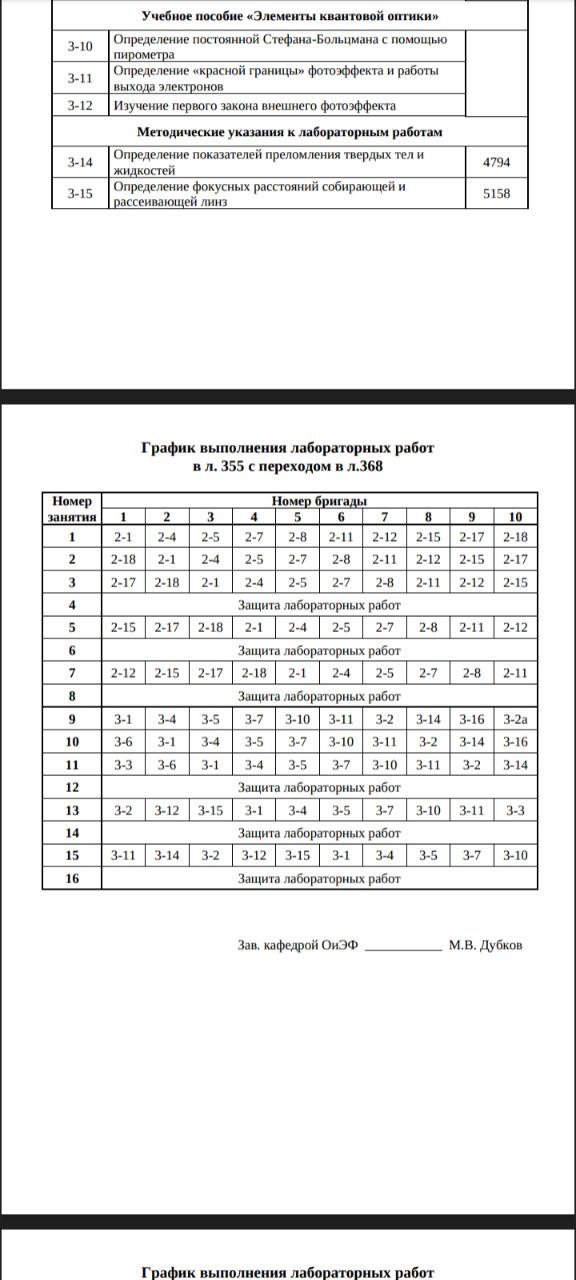 Учебное пособие «Элементы квантовой оптики»
3-10 Определение постоянной Стефана-Больцмана с помощью
пирометра
3-11 Определение «красной границы» фотоэффекта и работы
выхода электронов
3-12 Изучение первого закона внешнего фотоэффекта
Методические указания к лабораторным работам
3-14 Определение показателей преломления твердых тел и
жидкостей 4794
3-15 Определение фокусных расстояний собирающей и
рассеивающей линз 5158
График выполнения лабораторных работ
в л. 355 с переходом в л.368
Номер занятия Номер бригады
1 2 3 4 5 6 7 8 9 10
1 2-1 2-4 2-5 2-7 2-8 2-11 2-12 2-15 2-17 2-18
2 2-18 2-1 2-4 2-5 2-7 2-8 2-11 2-12 2-15 2-17
3 2-17 2-18 2-1 2-4 2-5 2-7 2-8 2-11 2-12 2-15
4 Защита лабораторных работ
5 2-15 2-17 2-18 2-1 2-4 2-5 2-7 2-8 2-11 2-12
6 Защита лабораторных работ
7 2-12 2-15 2-17 2-18 2-1 2-4 2-5 2-7 2-8 2-11
8 Защита лабораторных работ
9 3-1 3-4 3-5 3-7 3-10 3-11 3-2 3-14 3-16 3-2а
10 3-6 3-1 3-4 3-5 3-7 3-10 3-11 3-2 3-14 3-16
11 3-3 3-6 3-1 3-4 3-5 3-7 3-10 3-11 3-2 3-14
12 Защита лабораторных работ
13 3-2 3-12 3-15 3-1 3-4 3-5 3-7 3-10 3-11 3-3
14 Защита лабораторных работ
15 3-11 3-14 3-2 3-12 3-15 3-1 3-4 3-5 3-7 3-10
16 Защита лабораторных работ
Зав. кафедрой ОиЭФ ____________ М.В. Дубков
График выполнения лабораторных работ